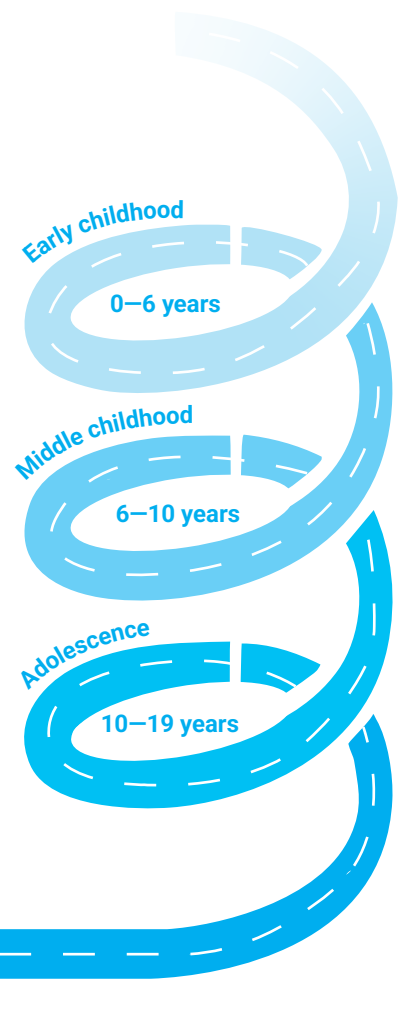 Early childhood
0–6 years
Middle childhood
6–10 years
Adolescence
10–19 years